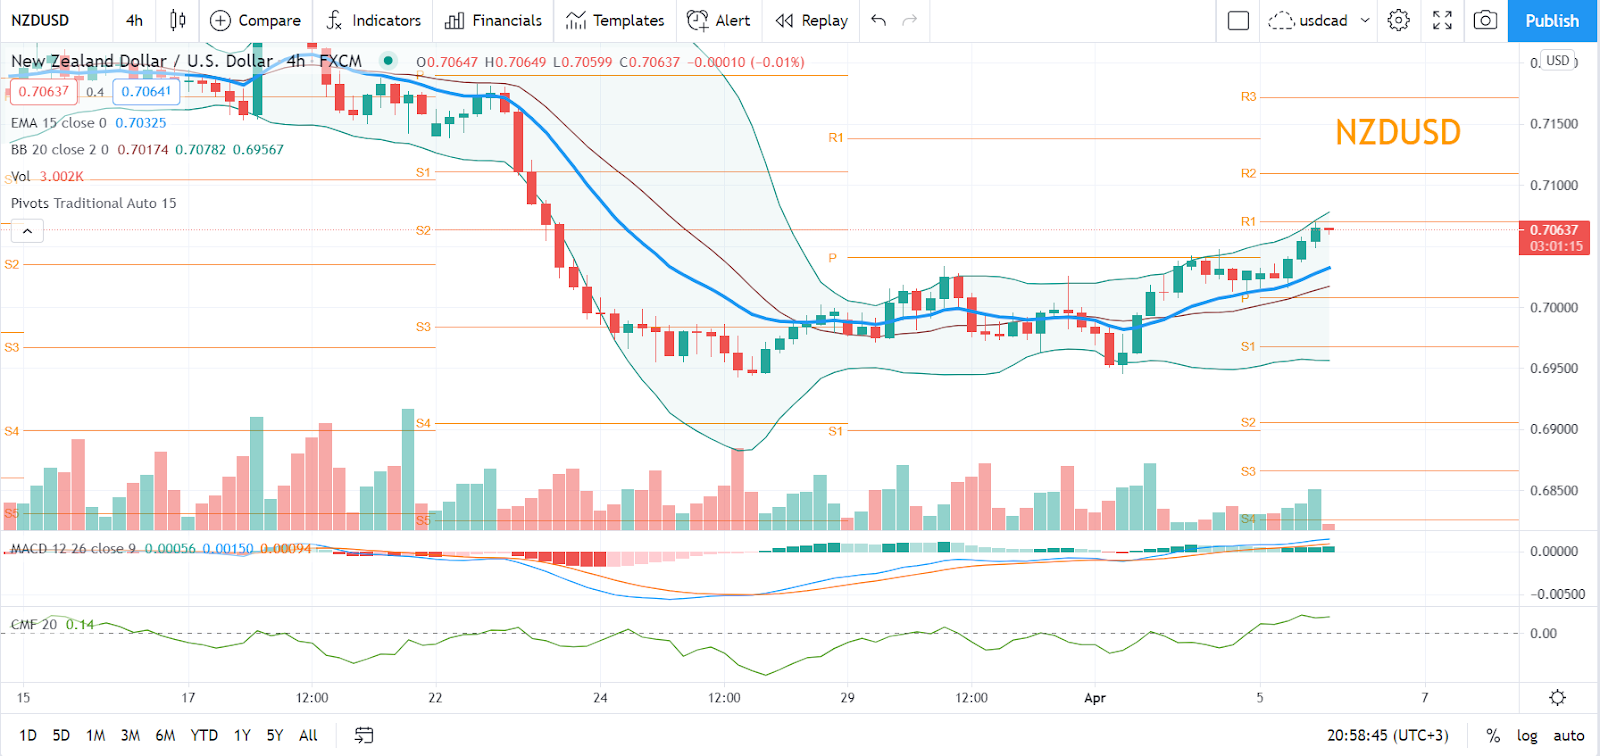 NZDUSD 4h Compare Indicators Financials Templates Alert Replay usdcad Publish
New Zealand Dollar / U.S. Dollar 4h FXCM O0.70647 H0.70649 L0.70599 C0.70637 −0.00010 (−0.01%)
0.70637 0.4 0.70641
EMA 15 close 0 0.70325
BB 20 close 2 0 0.70174 0.70782 0.69567
Vol 3.002K
Pivots Traditional Auto 15
USD
NZDUSD
P
R1
R3
R2
R1
S1
S2
S2
S3
S3
S4
S4
S5
S5
P
S1
P
S1
S2
S3
S4
0.71500
0.71000
0.70637
03:01:15
0.70000
0.69500
0.69000
0.68500
MACD 12 26 close 9 0.00056 0.00150 0.00094
0.00000
−0.00500
CMF 20 0.14
0.00
15 17 12:00 22 24 12:00 29 12:00 Apr 5 7
1D 5D 1M 3M 6M YTD 1Y 5Y All 20:58:45 (UTC+3) % log auto